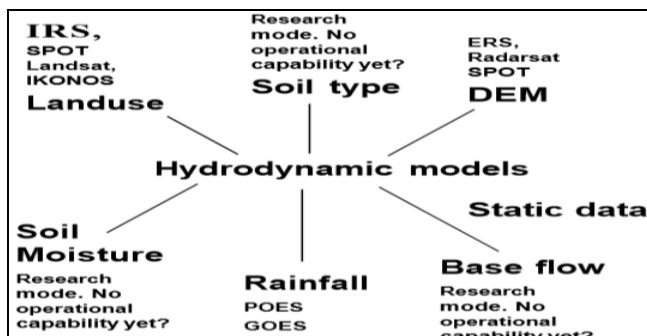 IRS,
SPOT
Landsat,
IKONOS
Landuse
Research
mode. No
operational
capability yet?
Soil type
ERS,
Radarsat
SPOT
DEM
Hydrodynamic models
Static data
Soil
Moisture
Research
mode. No
operational
capability yet?
Rainfall
POES
GOES
Base flow
Research
mode. No
operational
capability yet?